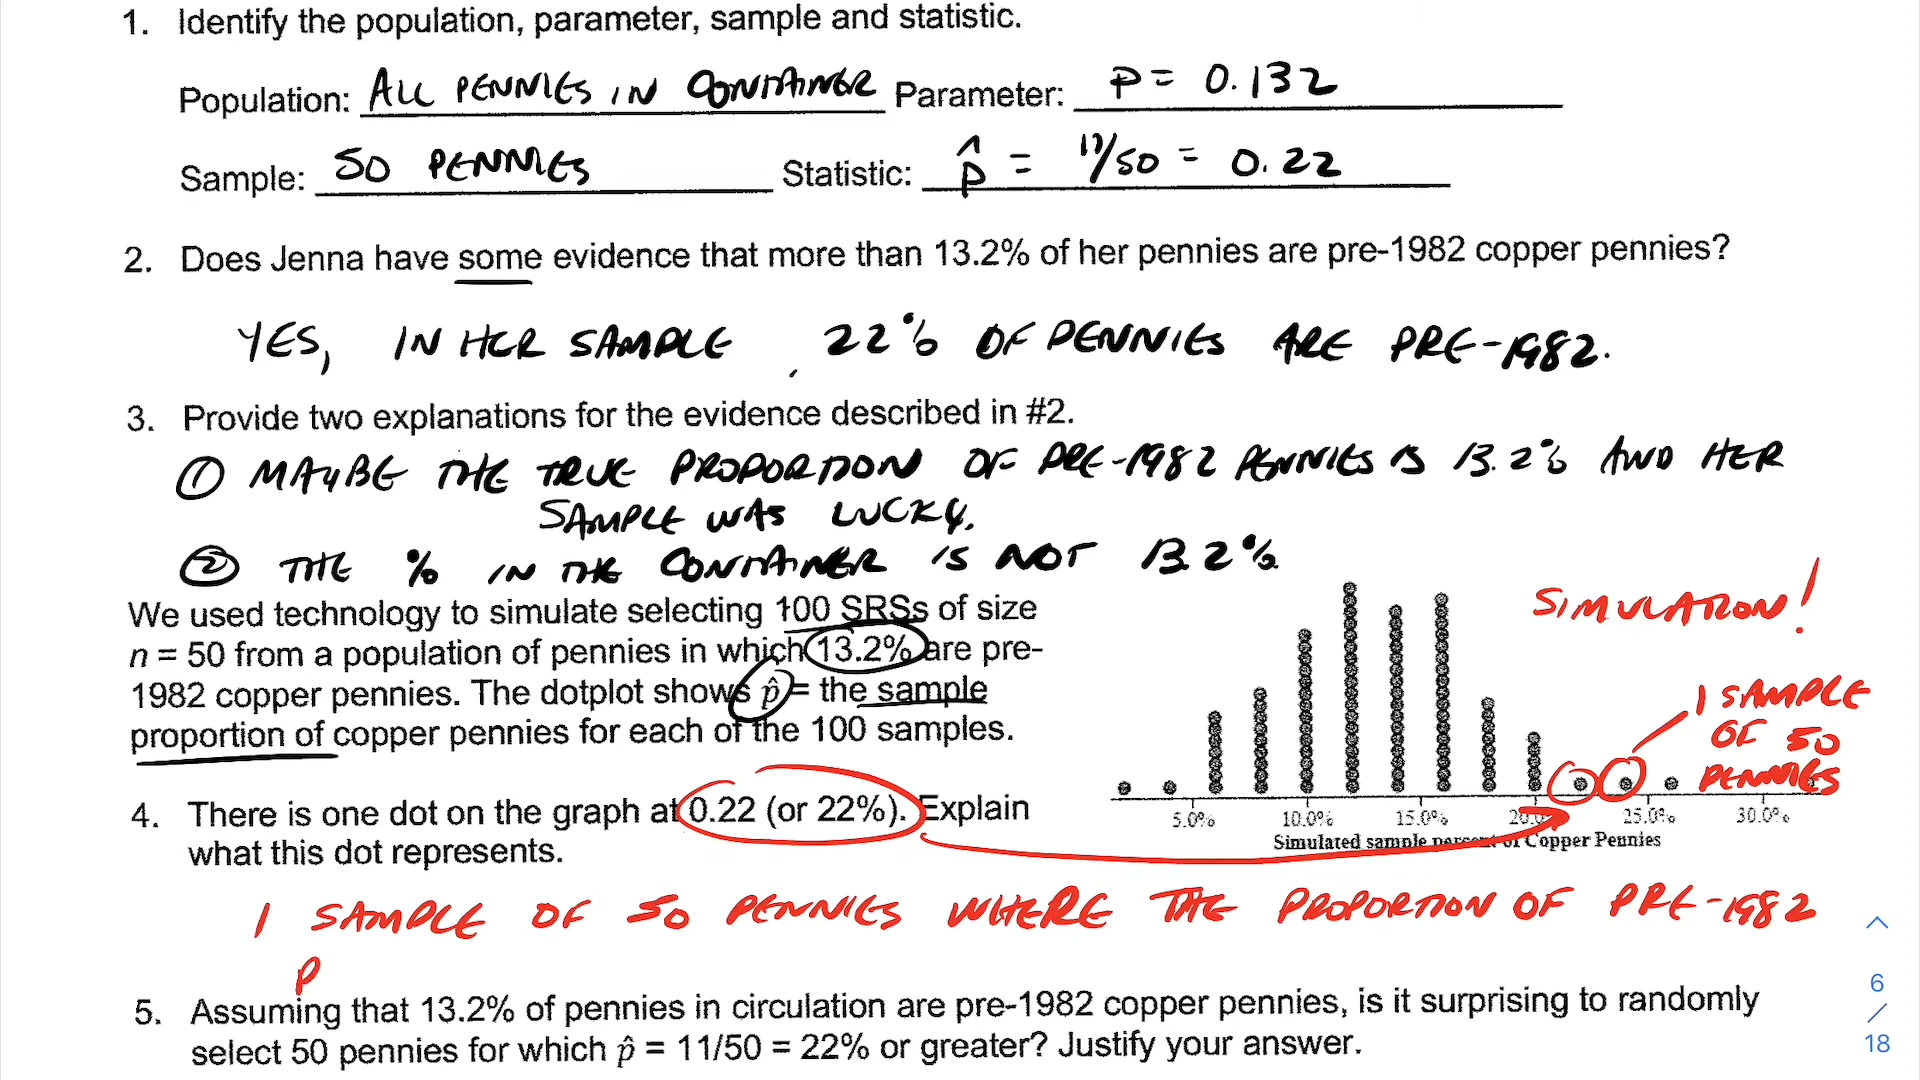 1. Identify the population, parameter, sample and statistic.
Population: ALL PENNIES IN CONTAINER Parameter: P = 0.132
Sample: 50 PENNIES Statistic: p̂ = 11/50 = 0.22
2. Does Jenna have some evidence that more than 13.2% of her pennies are pre-1982 copper pennies?
YES, IN HER SAMPLE, 22% OF PENNIES ARE PRE-1982.
3. Provide two explanations for the evidence described in #2.
① MAYBE THE TRUE PROPORTION OF PRE-1982 PENNIES IS 13.2% AND HER
SAMPLE WAS LUCKY.
② THE % IN THE CONTAINER IS NOT 13.2%
We used technology to simulate selecting 100 SRSs of size
n = 50 from a population of pennies in which 13.2% are pre-
1982 copper pennies. The dotplot shows p̂ = the sample
proportion of copper pennies for each of the 100 samples.
SIMULATION!
1 SAMPLE
OF 50
PENNIES
5.0% 10.0% 15.0% 20.0% 25.0% 30.0%
Simulated sample percent of Copper Pennies
4. There is one dot on the graph at 0.22 (or 22%). Explain
what this dot represents.
1 SAMPLE OF 50 PENNIES WHERE THE PROPORTION OF PRE-1982
P
5. Assuming that 13.2% of pennies in circulation are pre-1982 copper pennies, is it surprising to randomly
select 50 pennies for which p̂ = 11/50 = 22% or greater? Justify your answer.
6
/
18